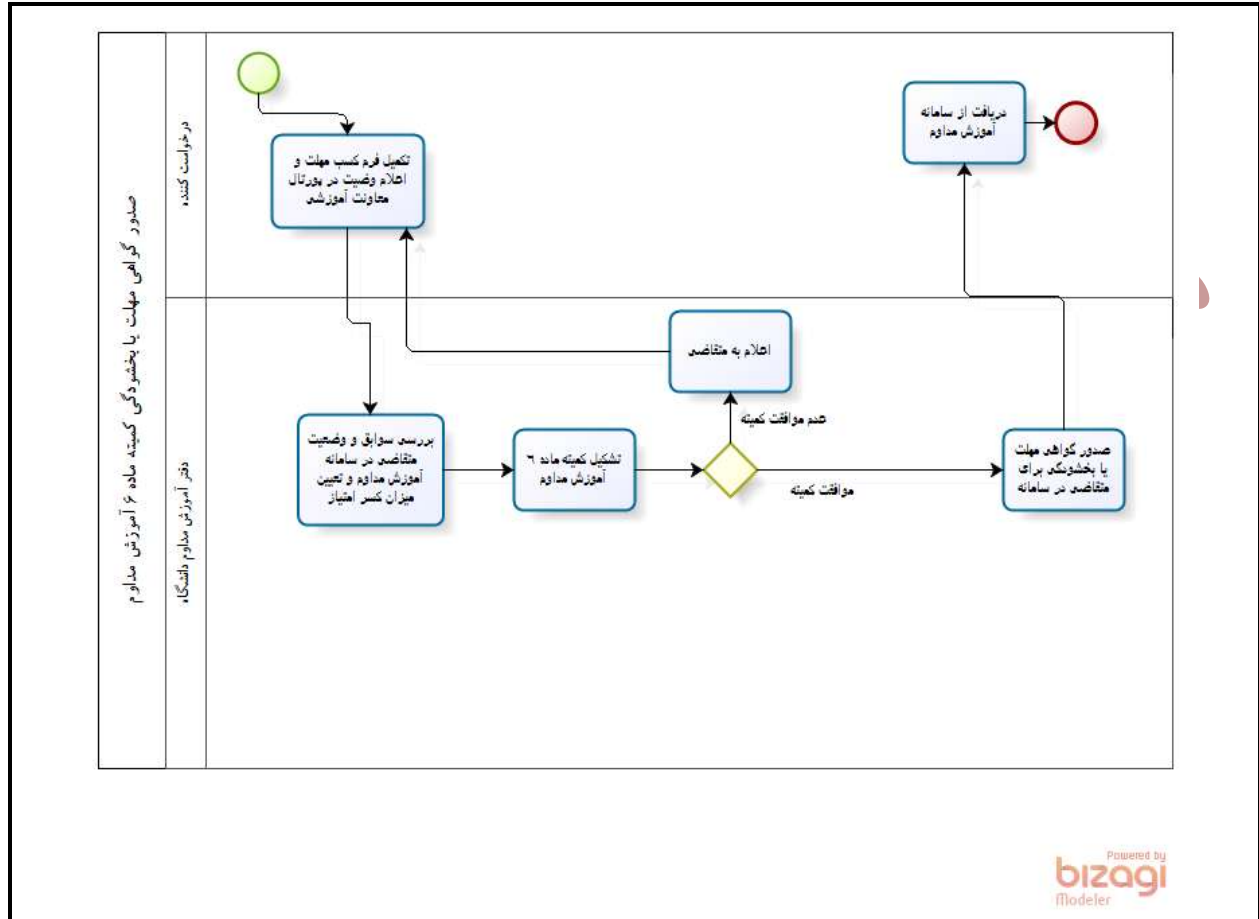 صدور گواهی مهلت یا بخشودگی کمیته ماده ۶ آموزش مداوم
درخواست کننده
تکمیل فرم کسب مهلت و
اعلام وضیت در پورتال
معاونت آموزشی
دریافت از سامانه
آموزش مداوم
دفتر آموزش مداوم دانشگاه
اعلام به متقاضی
عدم موافقت کمیته
بررسی سوابق و وضعیت
متقاضی در سامانه
آموزش مداوم و تعیین
میزان کسر امتیاز
تشکیل کمیته ماده ٦
آموزش مداوم
موافقت کمیته
صدور گواهی مهلت
یا بخشودگی برای
متقاضی در سامانه
Powered by
bizagi
Modeler